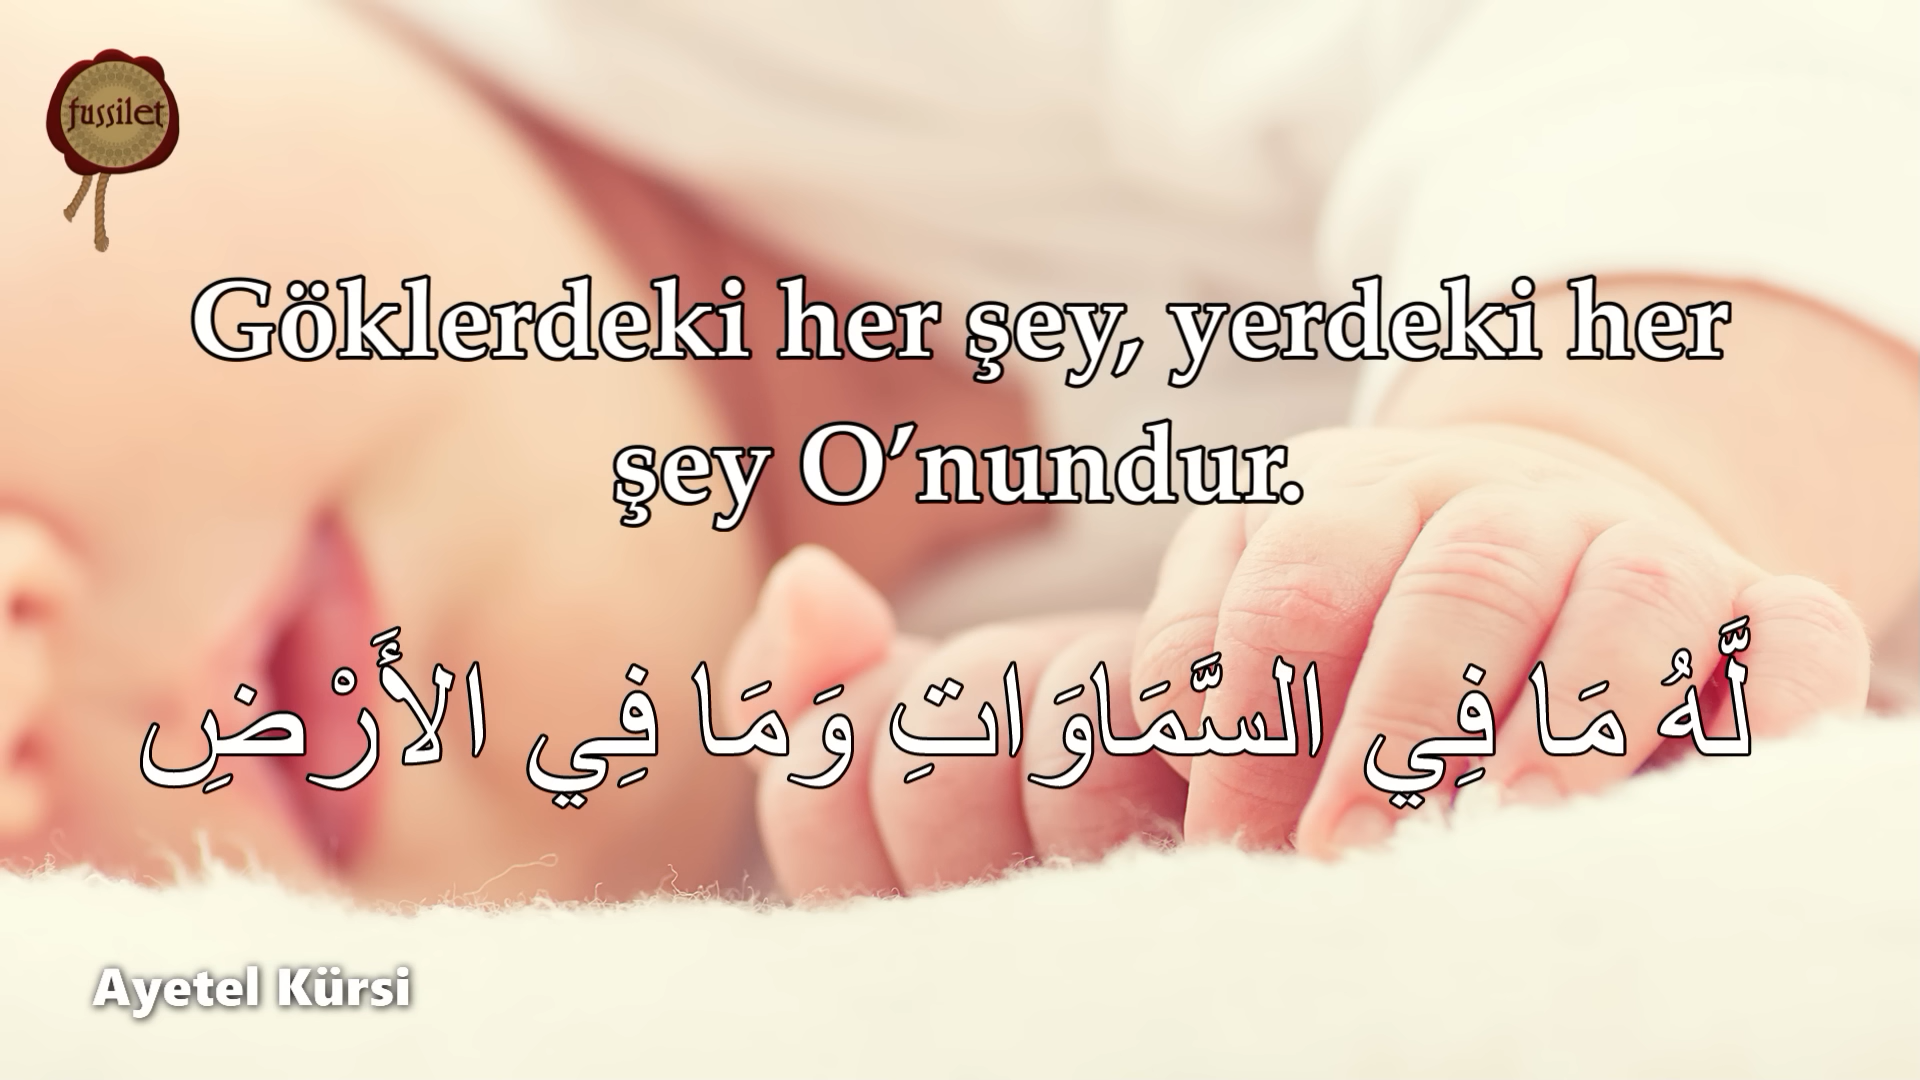 fussilet
Göklerdeki her şey, yerdeki her
şey O’nundur.
لَّهُ مَا فِي السَّمَاوَاتِ وَمَا فِي الأَرْضِ
Ayetel Kürsi